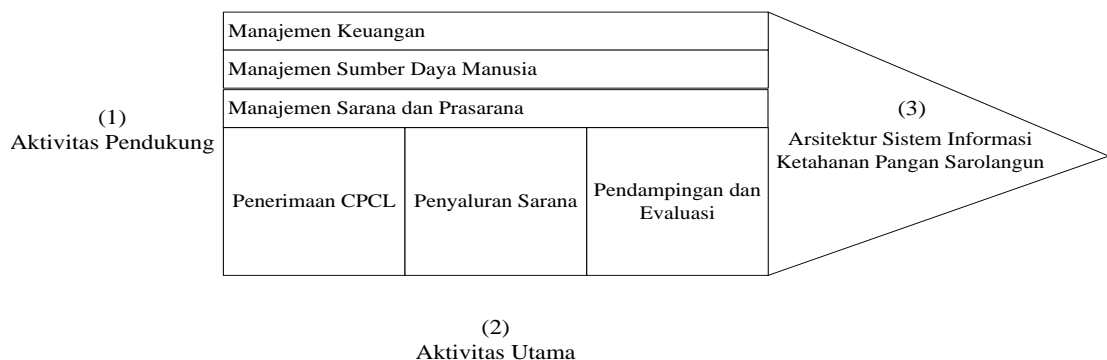 Manajemen Keuangan
Manajemen Sumber Daya Manusia
Manajemen Sarana dan Prasarana
(1)
Aktivitas Pendukung
(3)
Arsitektur Sistem Informasi
Ketahanan Pangan Sarolangun
Penerimaan CPCL
Penyaluran Sarana
Pendampingan dan
Evaluasi
(2)
Aktivitas Utama